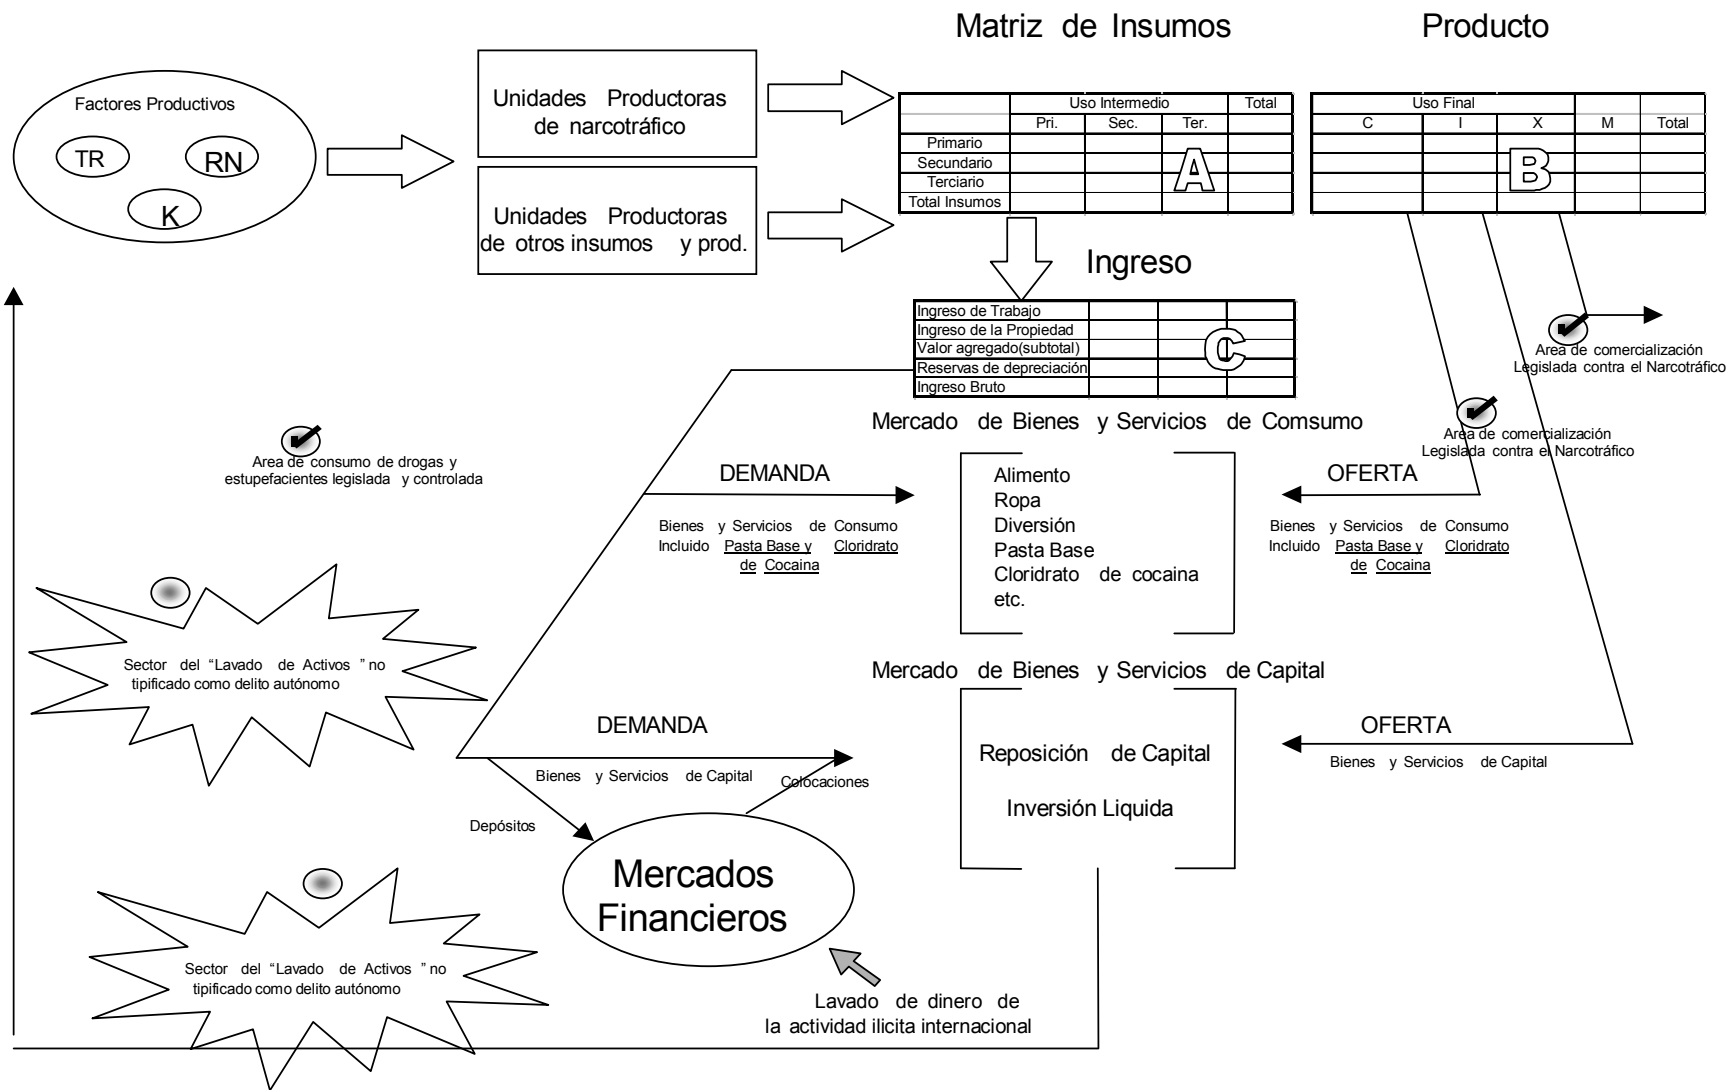 Matriz de Insumos
Producto
Factores Productivos
TR
RN
K
Unidades Productoras
de narcotráfico
Unidades Productoras
de otros insumos y prod.
Uso Intermedio Total
Pri. Sec. Ter.
Primario
Secundario
Terciario
Total Insumos
A
Uso Final
C I X M Total
B
Ingreso
Ingreso de Trabajo
Ingreso de la Propiedad
Valor agregado(subtotal)
Reservas de depreciación
Ingreso Bruto
C
Area de comercialización
Legislada contra el Narcotráfico
Area de comercialización
Legislada contra el Narcotráfico
Area de consumo de drogas y
estupefacientes legislada y controlada
Mercado de Bienes y Servicios de Comsumo
DEMANDA
Bienes y Servicios de Consumo
Incluido Pasta Base y Cloridrato
de Cocaina
Alimento
Ropa
Diversión
Pasta Base
Cloridrato de cocaina
etc.
OFERTA
Bienes y Servicios de Consumo
Incluido Pasta Base y Cloridrato
de Cocaina
Sector del “Lavado de Activos ” no
tipificado como delito autónomo
Mercado de Bienes y Servicios de Capital
DEMANDA
Bienes y Servicios de Capital
Colocaciones
Depósitos
Reposición de Capital
Inversión Liquida
OFERTA
Bienes y Servicios de Capital
Mercados
Financieros
Sector del “Lavado de Activos ” no
tipificado como delito autónomo
Lavado de dinero de
la actividad ilicita internacional